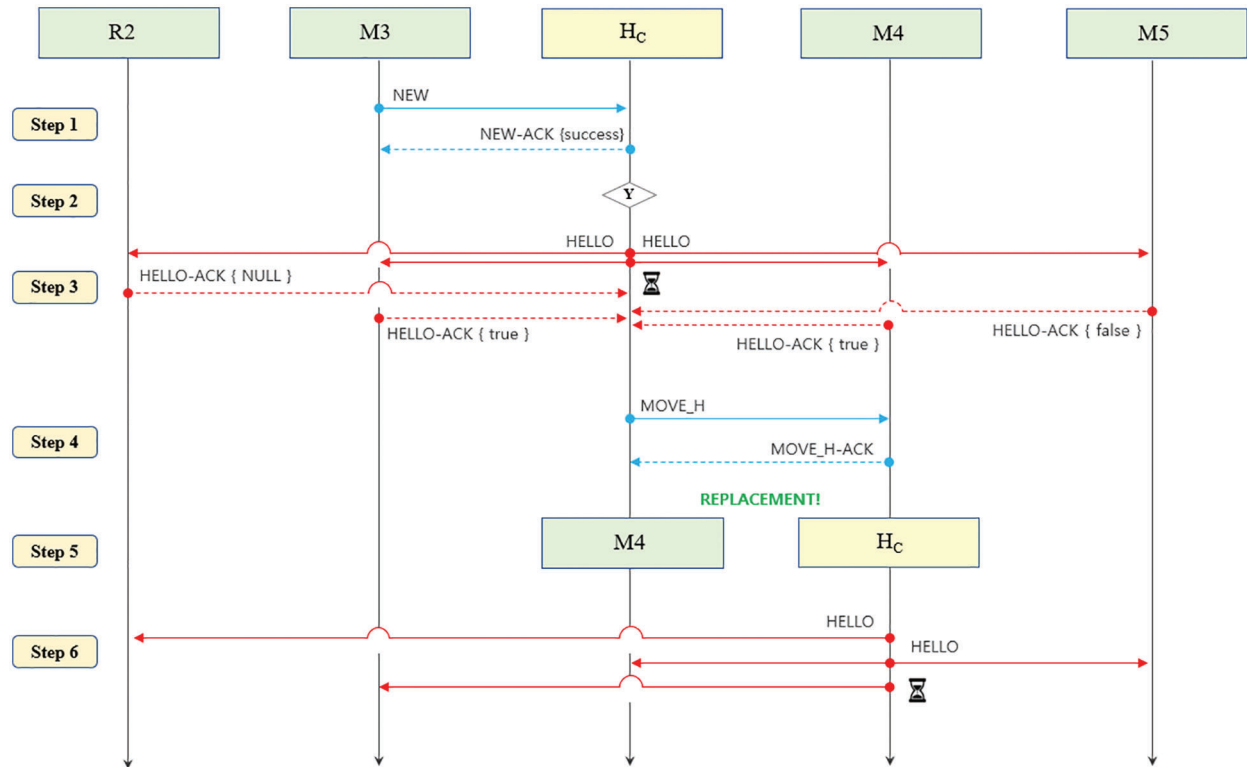 R2
M3
H_C
M4
M5
Step 1
NEW
NEW-ACK {success}
Step 2
Y
HELLO
HELLO
Step 3
HELLO-ACK { NULL }
HELLO-ACK { true }
HELLO-ACK { true }
HELLO-ACK { false }
Step 4
MOVE_H
MOVE_H-ACK
REPLACEMENT!
Step 5
M4
H_C
Step 6
HELLO
HELLO